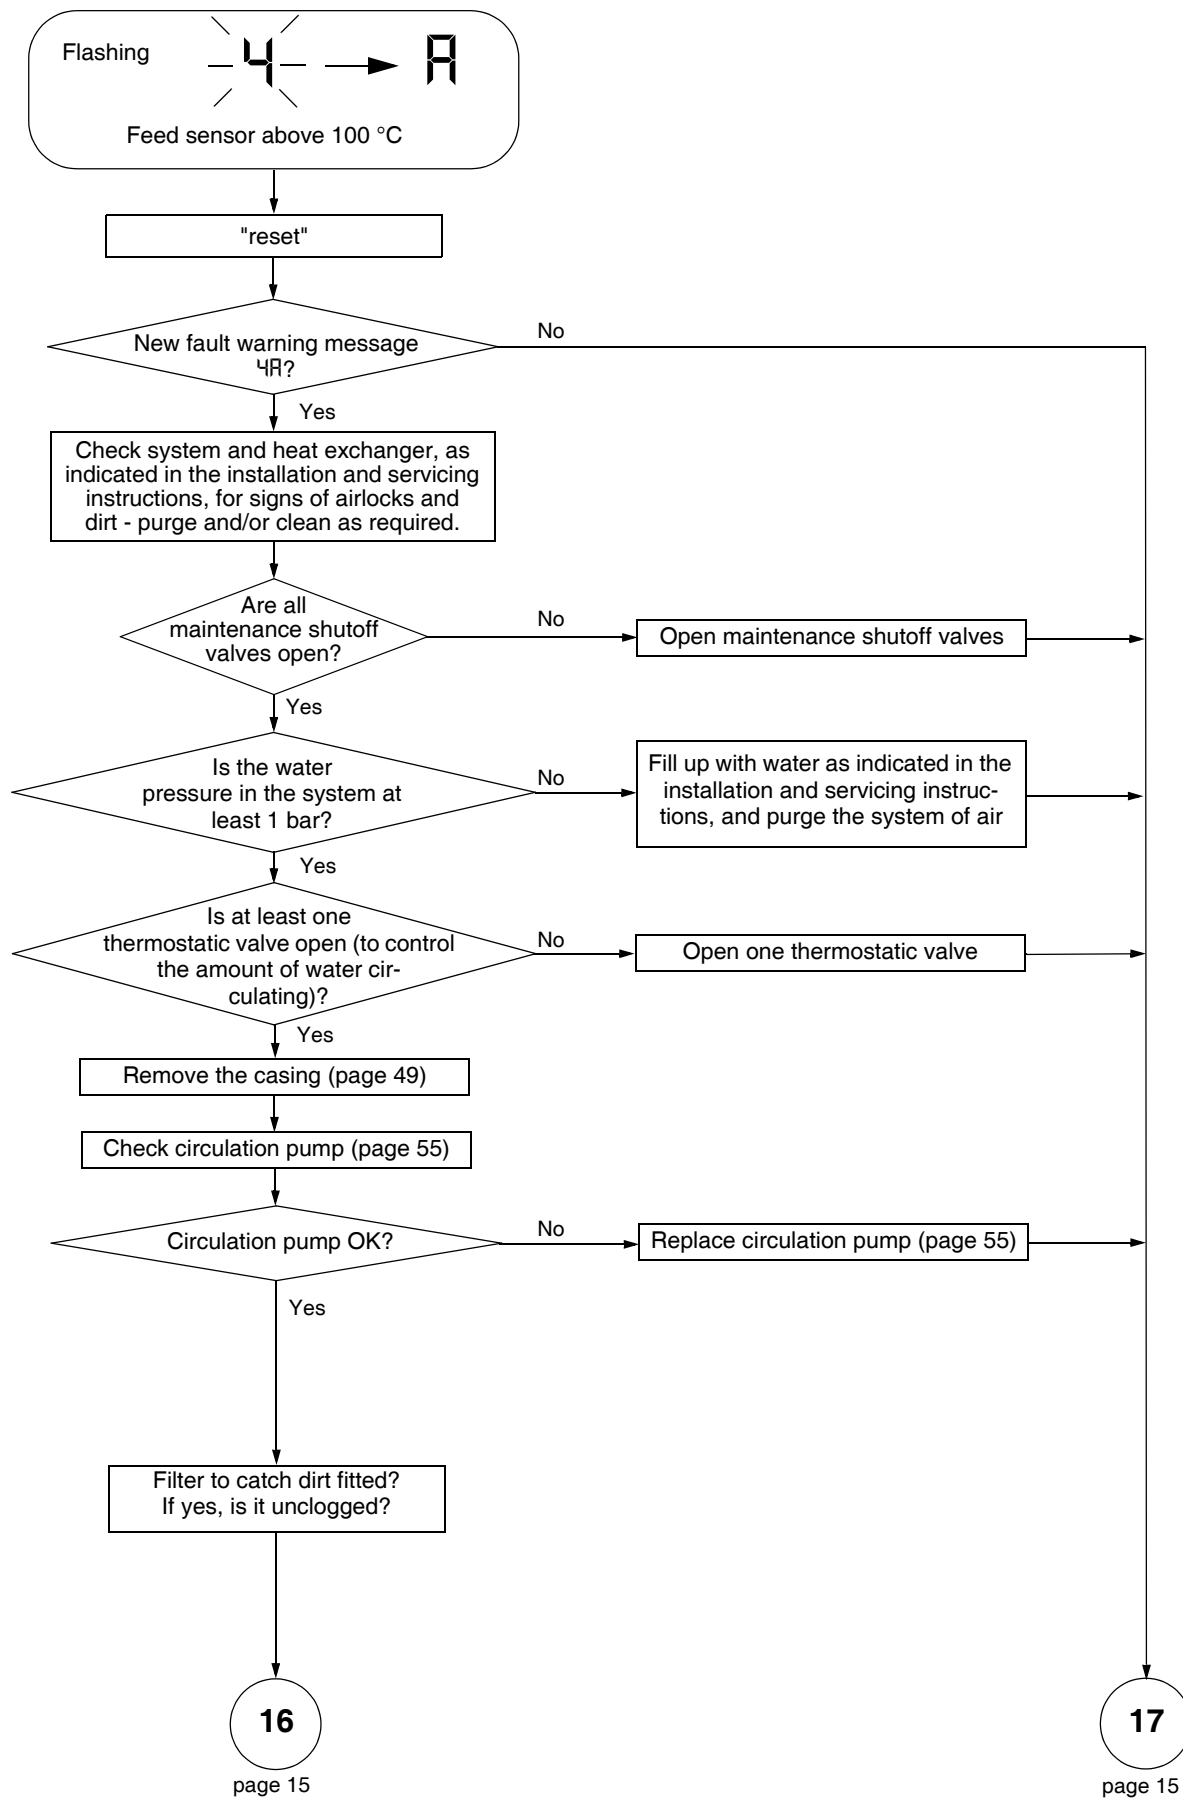 Flashing
4
A
Feed sensor above 100 °C
"reset"
New fault warning message
4A?
No
Yes
Check system and heat exchanger, as
indicated in the installation and servicing
instructions, for signs of airlocks and
dirt - purge and/or clean as required.
Are all
maintenance shutoff
valves open?
No
Open maintenance shutoff valves
Yes
Is the water
pressure in the system at
least 1 bar?
No
Fill up with water as indicated in the
installation and servicing instruc-
tions, and purge the system of air
Yes
Is at least one
thermostatic valve open (to control
the amount of water cir-
culating)?
No
Open one thermostatic valve
Yes
Remove the casing (page 49)
Check circulation pump (page 55)
Circulation pump OK?
No
Replace circulation pump (page 55)
Yes
Filter to catch dirt fitted?
If yes, is it unclogged?
16
page 15
17
page 15